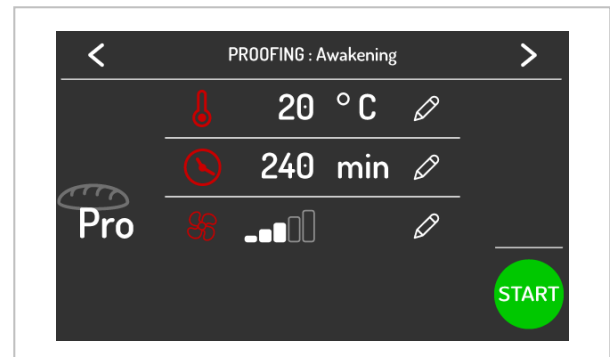 PROOFING : Awakening
20 °C
240 min
Pro
START